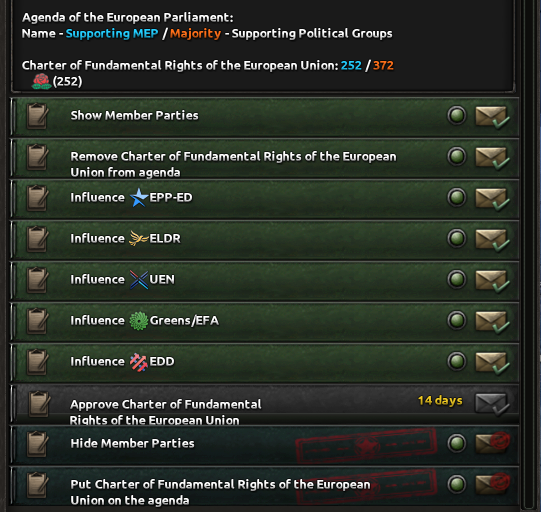 Agenda of the European Parliament:
Name - Supporting MEP / Majority - Supporting Political Groups
Charter of Fundamental Rights of the European Union: 252 / 372
(252)
Show Member Parties
Remove Charter of Fundamental Rights of the European
Union from agenda
Influence EPP-ED
Influence ELDR
Influence UEN
Influence Greens/EFA
Influence EDD
Approve Charter of Fundamental
Rights of the European Union
14 days
Hide Member Parties
Put Charter of Fundamental Rights of the European
Union on the agenda